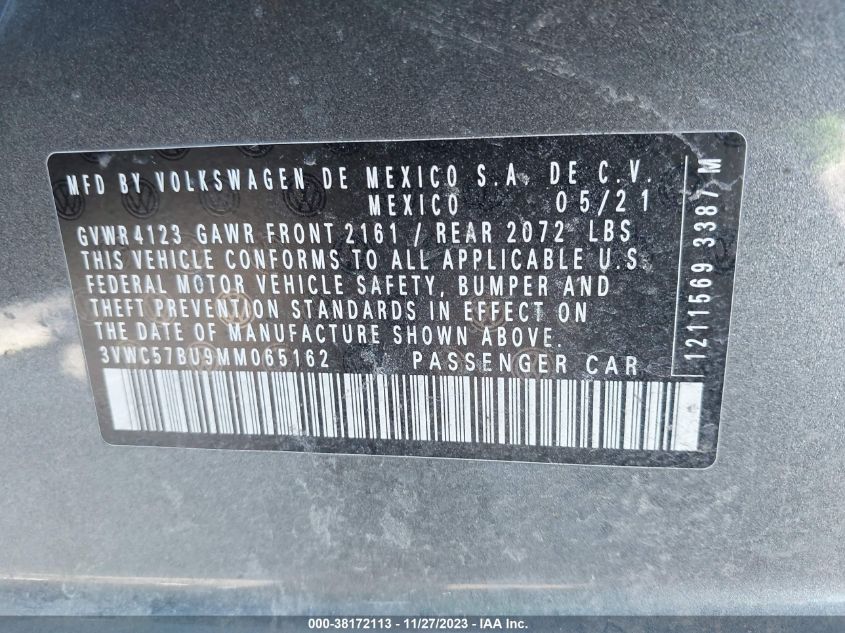 MFD BY VOLKSWAGEN DE MEXICO S.A. DE C.V.
MEXICO 05/21
GVWR 4123 GAWR FRONT 2161 / REAR 2072 LBS
THIS VEHICLE CONFORMS TO ALL APPLICABLE U.S
FEDERAL MOTOR VEHICLE SAFETY, BUMPER AND
THEFT PREVENTION STANDARDS IN EFFECT ON
THE DATE OF MANUFACTURE SHOWN ABOVE.
3VWC57BU9MM065162 PASSENGER CAR
1211569 3387 M
000-38172113 - 11/27/2023 - © IAA Inc.